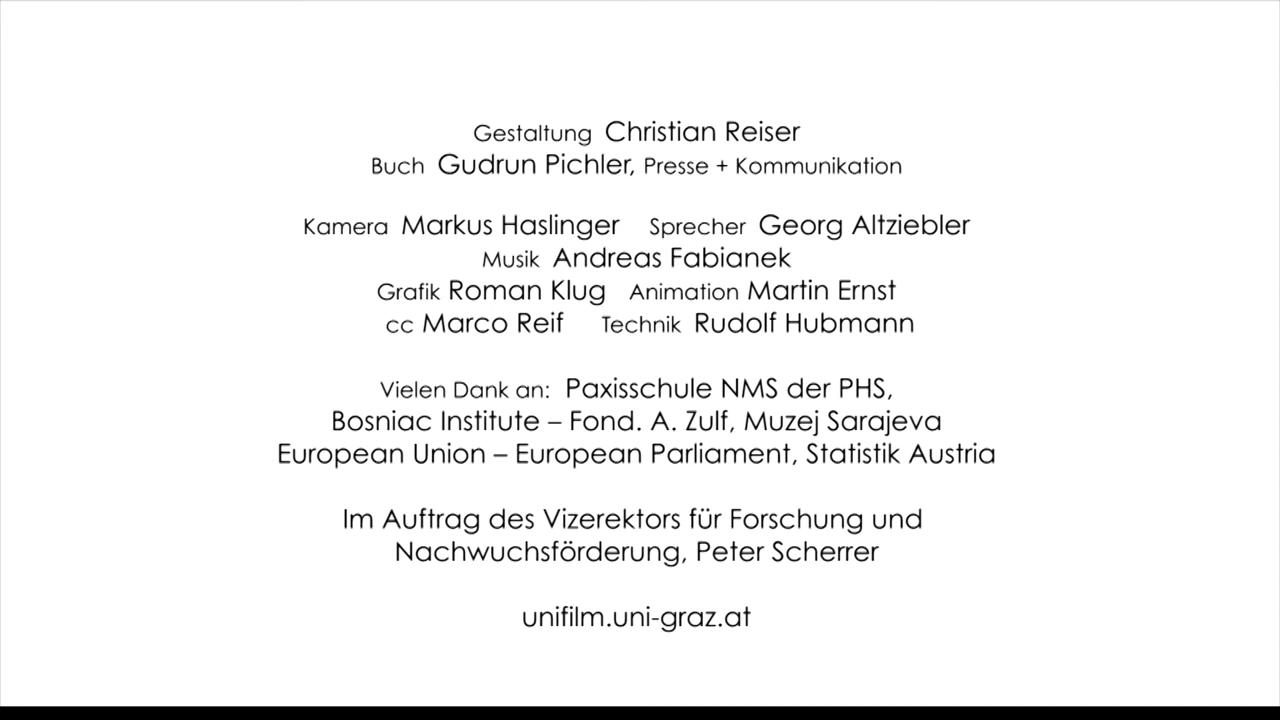 Gestaltung Christian Reiser
Buch Gudrun Pichler, Presse + Kommunikation
Kamera Markus Haslinger Sprecher Georg Altziebler
Musik Andreas Fabianek
Grafik Roman Klug Animation Martin Ernst
cc Marco Reif Technik Rudolf Hubmann
Vielen Dank an: Paxisschule NMS der PHS,
Bosniac Institute – Fond. A. Zulf, Muzej Sarajeva
European Union – European Parliament, Statistik Austria
Im Auftrag des Vizerektors für Forschung und
Nachwuchsförderung, Peter Scherrer
unifilm.uni-graz.at